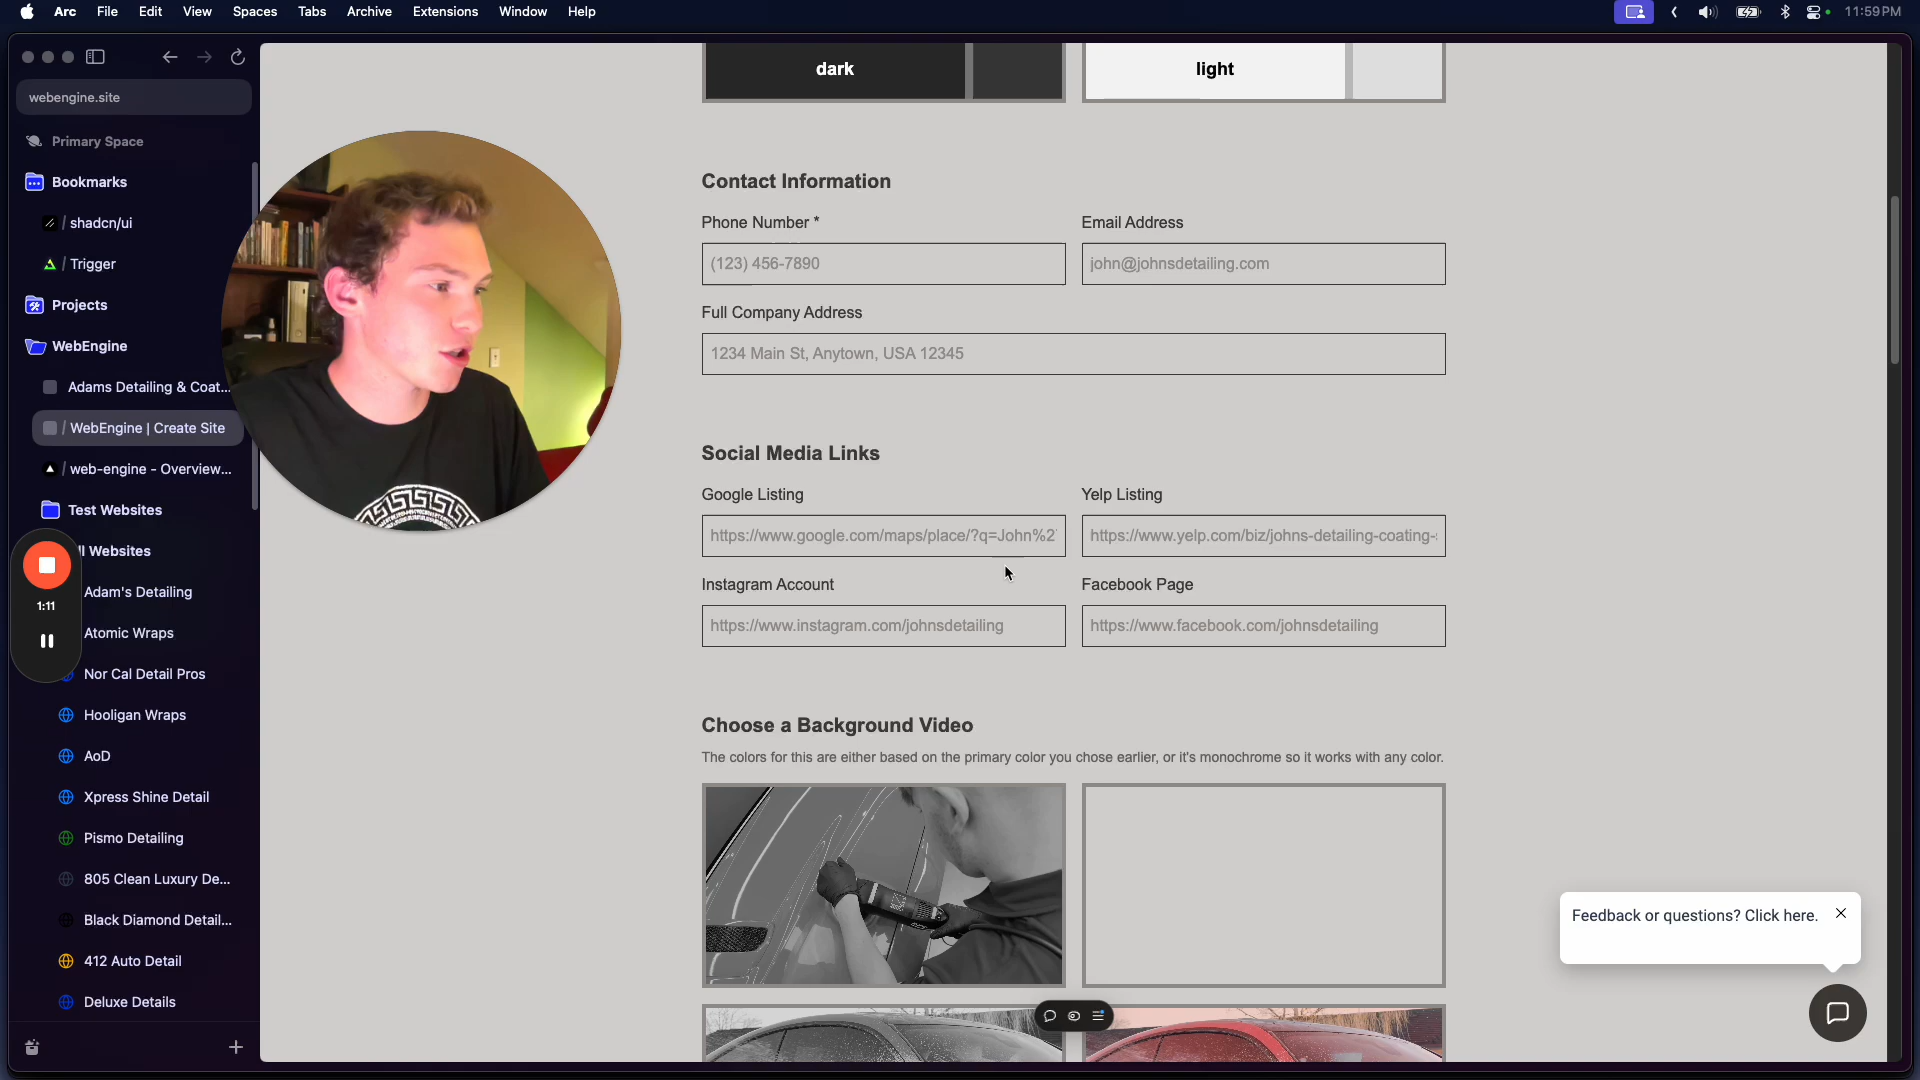 Arc File Edit View Spaces Tabs Archive Extensions Window Help
11:59 PM
webengine.site
Primary Space
Bookmarks
/ shadcn/ui
/ Trigger
Projects
WebEngine
Adams Detailing & Coat...
/ WebEngine | Create Site
/ web-engine - Overview...
Test Websites
ll Websites
Adam's Detailing
Atomic Wraps
Nor Cal Detail Pros
Hooligan Wraps
AoD
Xpress Shine Detail
Pismo Detailing
805 Clean Luxury De...
Black Diamond Detail...
412 Auto Detail
Deluxe Details
1:11
dark
light
Contact Information
Phone Number *
Email Address
(123) 456-7890
john@johnsdetailing.com
Full Company Address
1234 Main St, Anytown, USA 12345
Social Media Links
Google Listing
Yelp Listing
https://www.google.com/maps/place/?q=John%2
https://www.yelp.com/biz/johns-detailing-coating-
Instagram Account
Facebook Page
https://www.instagram.com/johnsdetailing
https://www.facebook.com/johnsdetailing
Choose a Background Video
The colors for this are either based on the primary color you chose earlier, or it's monochrome so it works with any color.
Feedback or questions? Click here.